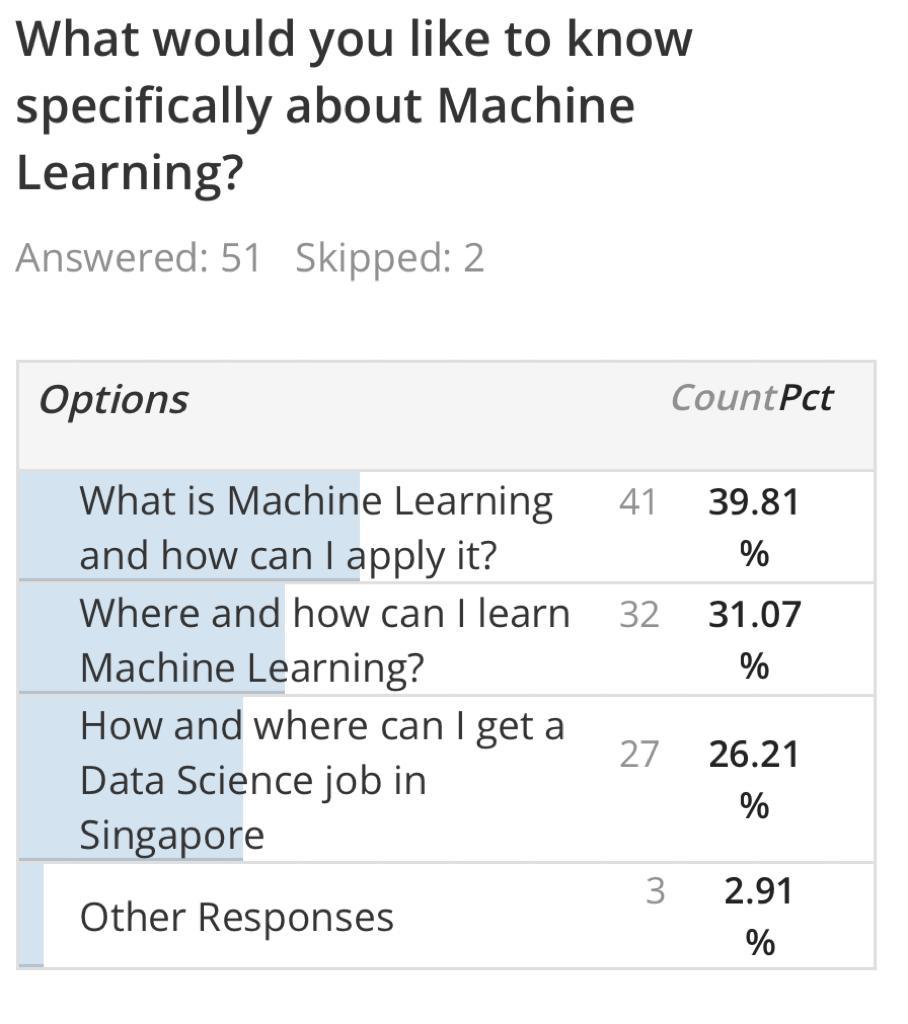 What would you like to know
specifically about Machine
Learning?
Answered: 51 Skipped: 2
Options Count Pct
What is Machine Learning 41 39.81
and how can I apply it? %
Where and how can I learn 32 31.07
Machine Learning? %
How and where can I get a
Data Science job in 27 26.21
Singapore %
Other Responses 3 2.91
%